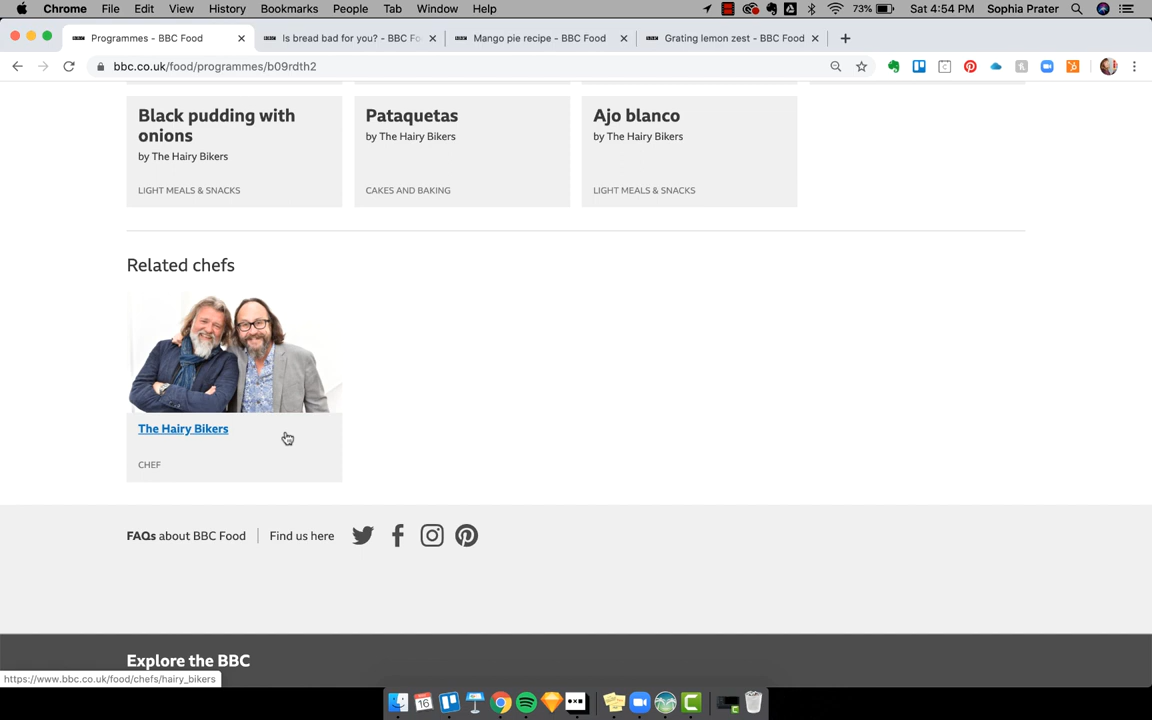 Chrome File Edit View History Bookmarks People Tab Window Help 73% Sat 4:54 PM Sophia Prater
Programmes - BBC Food Is bread bad for you? - BBC Fo Mango pie recipe - BBC Food Grating lemon zest - BBC Food
bbc.co.uk/food/programmes/b09rdth2
Black pudding with
onions
by The Hairy Bikers
LIGHT MEALS & SNACKS
Pataquetas
by The Hairy Bikers
CAKES AND BAKING
Ajo blanco
by The Hairy Bikers
LIGHT MEALS & SNACKS
Related chefs
The Hairy Bikers
CHEF
FAQs about BBC Food Find us here
Explore the BBC
https://www.bbc.co.uk/food/chefs/hairy_bikers
16